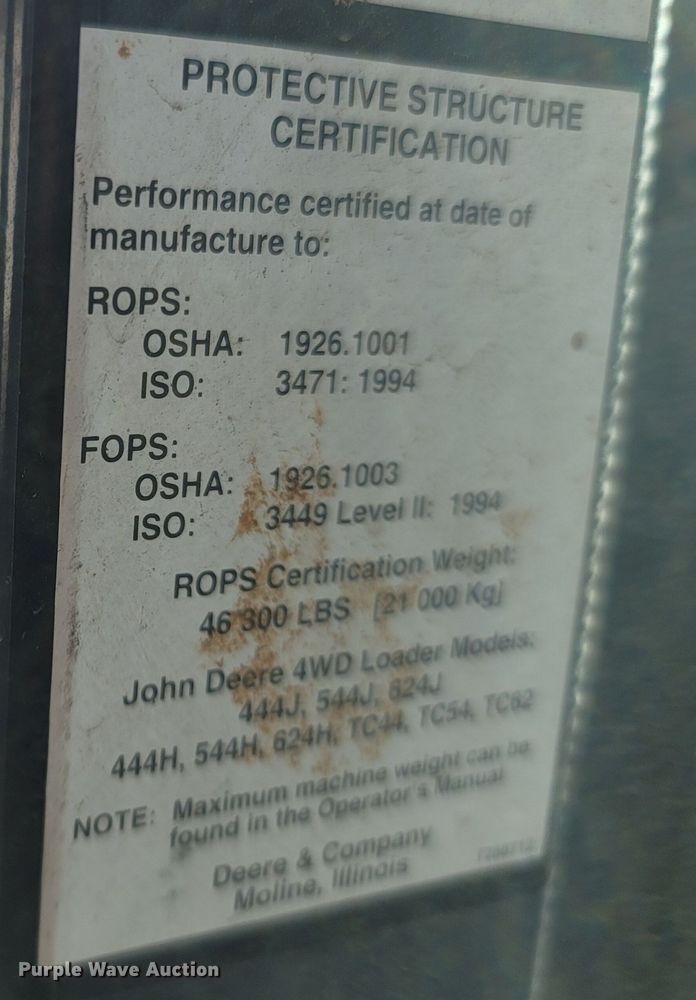 PROTECTIVE STRUCTURE
CERTIFICATION
Performance certified at date of
manufacture to:
ROPS:
OSHA: 1926.1001
ISO: 3471: 1994
FOPS:
OSHA: 1926.1003
ISO: 3449 Level II: 1994
ROPS Certification Weight:
46 300 LBS [21 000 Kg]
John Deere 4WD Loader Models:
444J, 544J, 624J
444H, 544H, 624H, TC44, TC54, TC62
NOTE: Maximum machine weight can be
found in the Operator's Manual
Deere & Company
Moline, Illinois
Purple Wave Auction